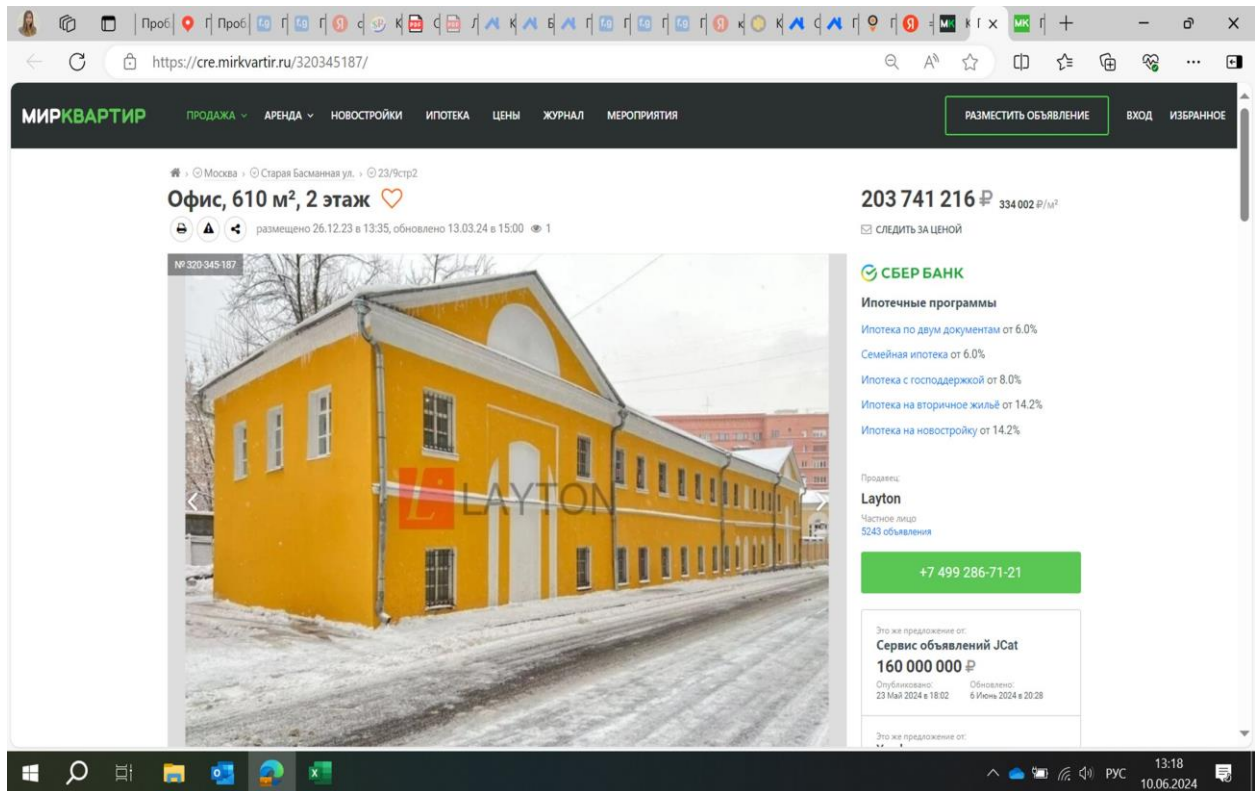 https://cre.mirkvartir.ru/320345187/
МИРКВАРТИР ПРОДАЖА АРЕНДА НОВОСТРОЙКИ ИПОТЕКА ЦЕНЫ ЖУРНАЛ МЕРОПРИЯТИЯ РАЗМЕСТИТЬ ОБЪЯВЛЕНИЕ ВХОД ИЗБРАННОЕ
Москва › Старая Басманная ул. › 23/9стр2
Офис, 610 м², 2 этаж
размещено 26.12.23 в 13:35, обновлено 13.03.24 в 15:00 1
№ 320-345-187
LAYTON
203 741 216 ₽ 334 002 ₽/м²
СЛЕДИТЬ ЗА ЦЕНОЙ
СБЕР БАНК
Ипотечные программы
Ипотека по двум документам от 6.0%
Семейная ипотека от 6.0%
Ипотека с господдержкой от 8.0%
Ипотека на вторичное жильё от 14.2%
Ипотека на новостройку от 14.2%
Продавец:
Layton
Частное лицо
5243 объявления
+7 499 286-71-21
Это же предложение от:
Сервис объявлений JCat
160 000 000 ₽
Опубликовано: Обновлено:
23 Май 2024 в 18:02 6 Июнь 2024 в 20:28
Это же предложение от:
РУС
13:18
10.06.2024